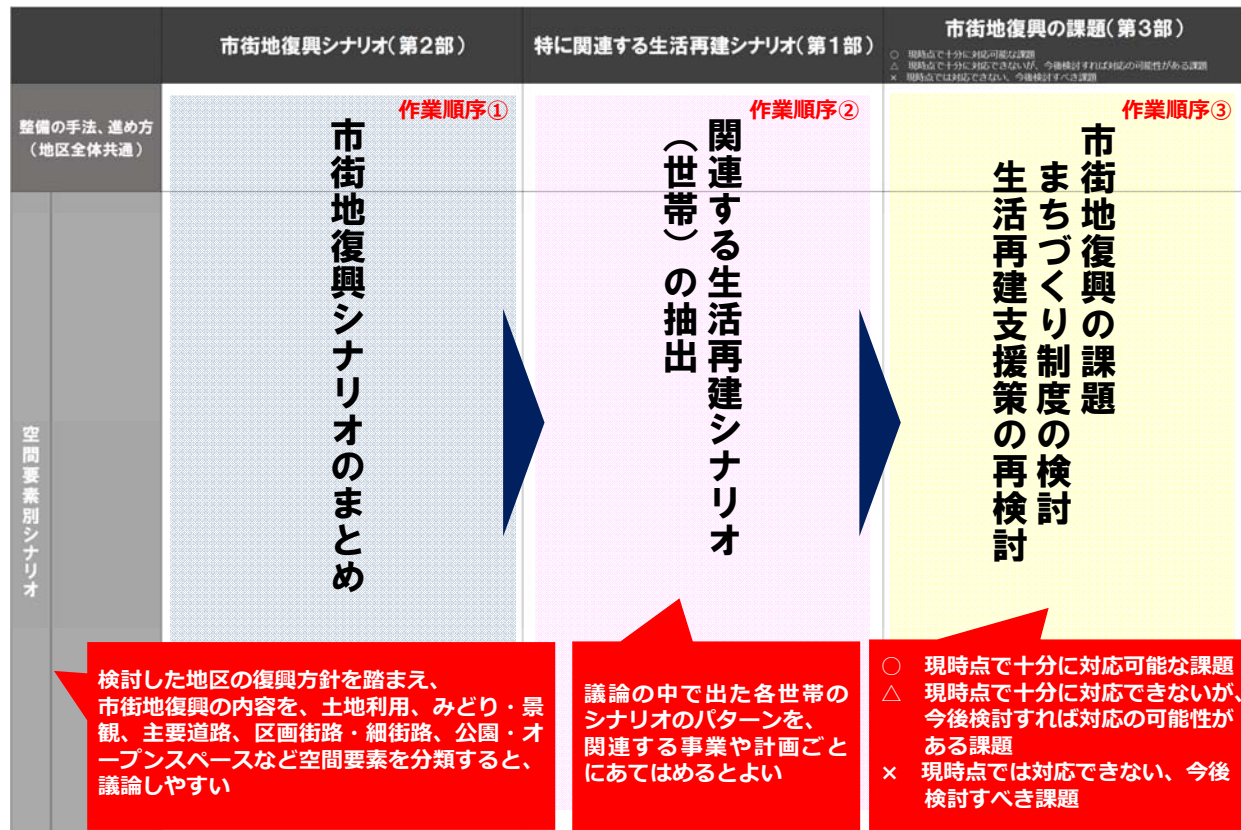 市街地復興シナリオ（第2部）
特に関連する生活再建シナリオ（第1部）
市街地復興の課題（第3部）
○ 現時点で十分に対応可能な課題
△ 現時点で十分に対応できないが、今後検討すれば対応の可能性がある課題
× 現時点では対応できない、今後検討すべき課題
整備の手法、進め方
（地区全体共通）
空間要素別シナリオ
作業順序①
市街地復興シナリオのまとめ
作業順序②
関連する生活再建シナリオ
（世帯）の抽出
作業順序③
市街地復興の課題
まちづくり制度の検討
生活再建支援策の再検討
検討した地区の復興方針を踏まえ、
市街地復興の内容を、土地利用、みどり・景
観、主要道路、区画街路・細街路、公園・オ
ープンスペースなど空間要素を分類すると、
議論しやすい
議論の中で出た各世帯の
シナリオのパターンを、
関連する事業や計画ごと
にあてはめるとよい
○ 現時点で十分に対応可能な課題
△ 現時点で十分に対応できないが、
今後検討すれば対応の可能性が
ある課題
× 現時点では対応できない、今後
検討すべき課題